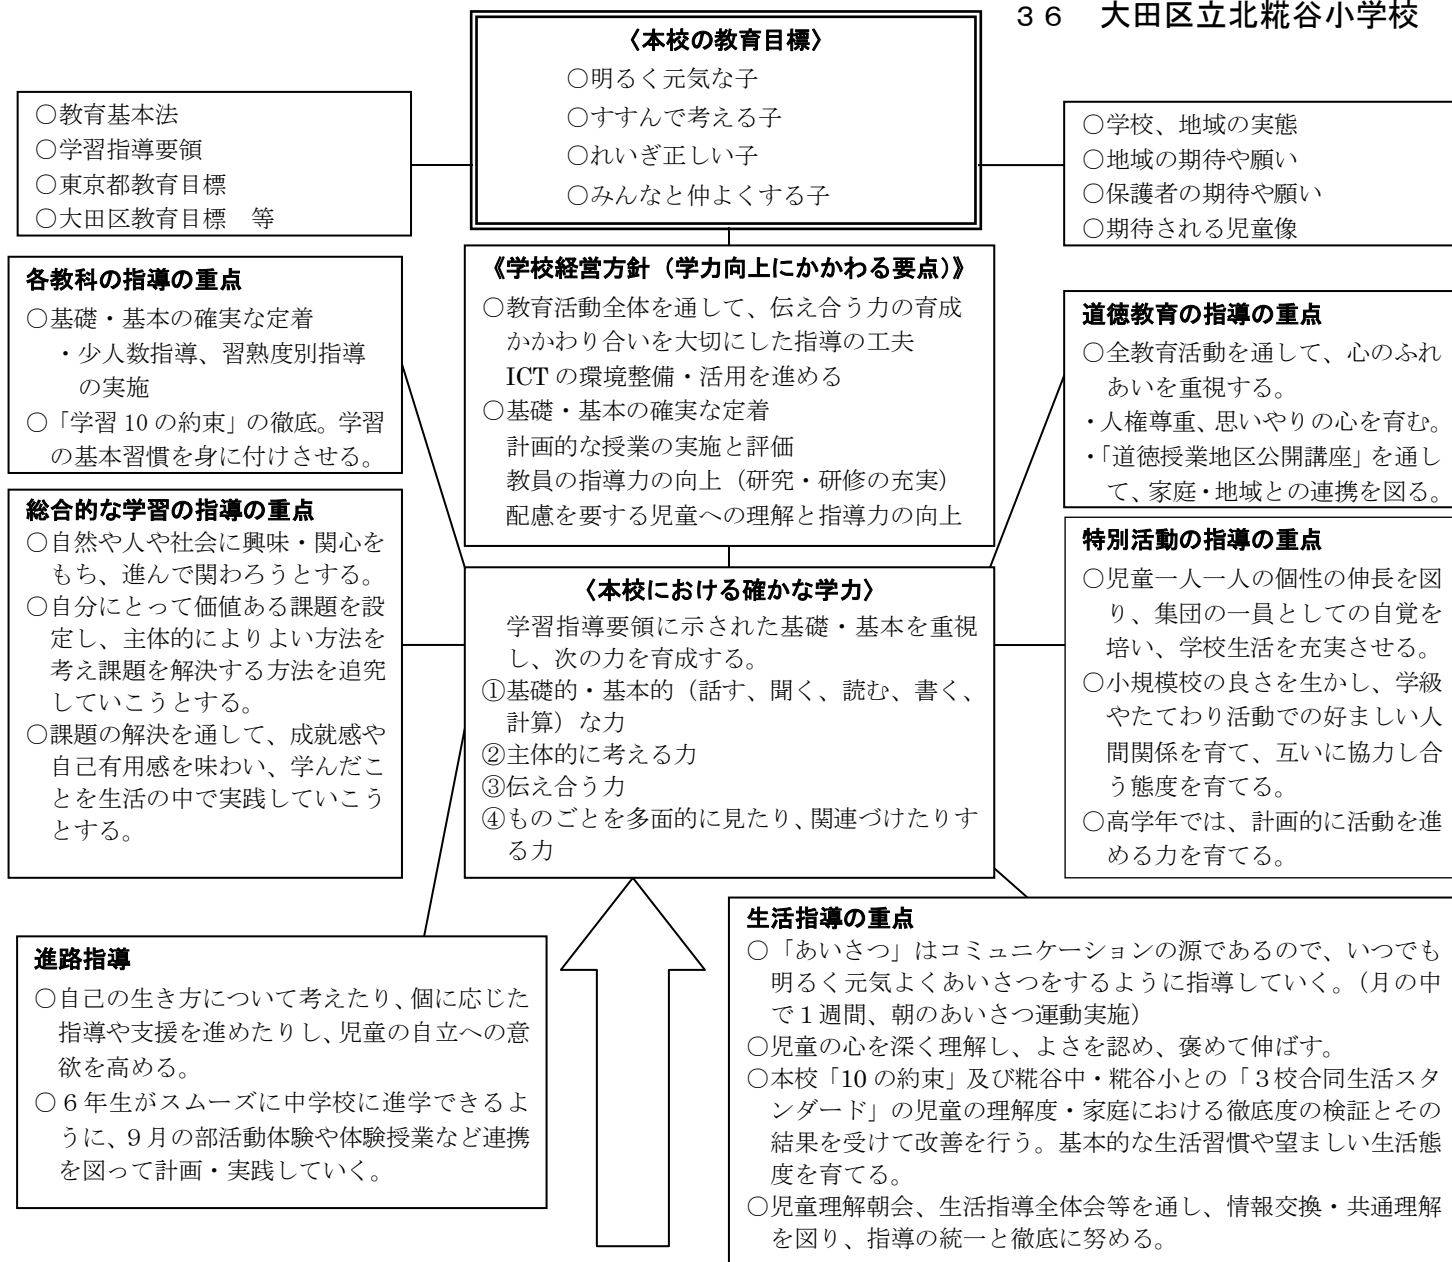 ３６　大田区立北糀谷小学校
〈本校の教育目標〉
○明るく元気な子
○すすんで考える子
○れいぎ正しい子
○みんなと仲よくする子
○教育基本法
○学習指導要領
○東京都教育目標
○大田区教育目標　等
○学校、地域の実態
○地域の期待や願い
○保護者の期待や願い
○期待される児童像
各教科の指導の重点
○基礎・基本の確実な定着
・少人数指導、習熟度別指導
の実施
○「学習 10 の約束」の徹底。学習
の基本習慣を身に付けさせる。
《学校経営方針（学力向上にかかわる要点）》
○教育活動全体を通して、伝え合う力の育成
かかわり合いを大切にした指導の工夫
ICT の環境整備・活用を進める
○基礎・基本の確実な定着
計画的な授業の実施と評価
教員の指導力の向上（研究・研修の充実）
配慮を要する児童への理解と指導力の向上
道徳教育の指導の重点
○全教育活動を通して、心のふれ
あいを重視する。
・人権尊重、思いやりの心を育む。
・「道徳授業地区公開講座」を通し
て、家庭・地域との連携を図る。
総合的な学習の指導の重点
○自然や人や社会に興味・関心を
もち、進んで関わろうとする。
○自分にとって価値ある課題を設
定し、主体的によりよい方法を
考え課題を解決する方法を追究
していこうとする。
○課題の解決を通して、成就感や
自己有用感を味わい、学んだこ
とを生活の中で実践していこう
とする。
〈本校における確かな学力〉
学習指導要領に示された基礎・基本を重視
し、次の力を育成する。
①基礎的・基本的（話す、聞く、読む、書く、
計算）な力
②主体的に考える力
③伝え合う力
④ものごとを多面的に見たり、関連づけたりす
る力
特別活動の指導の重点
○児童一人一人の個性の伸長を図
り、集団の一員としての自覚を
培い、学校生活を充実させる。
○小規模校の良さを生かし、学級
やたてわり活動での好ましい人
間関係を育て、互いに協力し合
う態度を育てる。
○高学年では、計画的に活動を進
める力を育てる。
進路指導
○自己の生き方について考えたり、個に応じた
指導や支援を進めたりし、児童の自立への意
欲を高める。
○６年生がスムーズに中学校に進学できるよ
うに、９月の部活動体験や体験授業など連携
を図って計画・実践していく。
生活指導の重点
○「あいさつ」はコミュニケーションの源であるので、いつでも
明るく元気よくあいさつをするように指導していく。（月の中
で１週間、朝のあいさつ運動実施）
○児童の心を深く理解し、よさを認め、褒めて伸ばす。
○本校「10 の約束」及び糀谷中・糀谷小との「３校合同生活スタ
ンダード」の児童の理解度・家庭における徹底度の検証とその
結果を受けて改善を行う。基本的な生活習慣や望ましい生活態
度を育てる。
○児童理解朝会、生活指導全体会等を通し、情報交換・共通理解
を図り、指導の統一と徹底に努める。